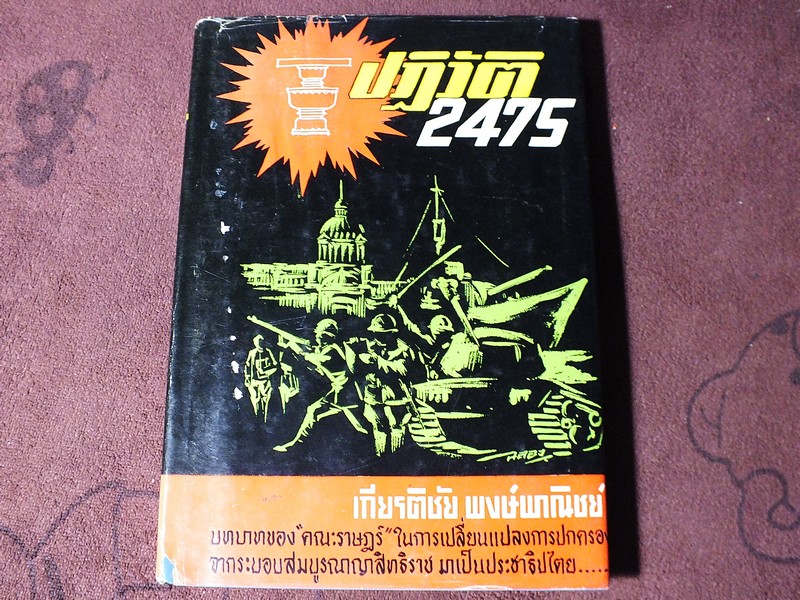 ปฏิวัติ
2475
เกียรติชัย พงษ์พาณิชย์
บทบาทของ"คณะราษฎร์"ในการเปลี่ยนแปลงการปกครอง
จากระบอบสมบูรณาญาสิทธิราช มาเป็นประชาธิปไตย.....